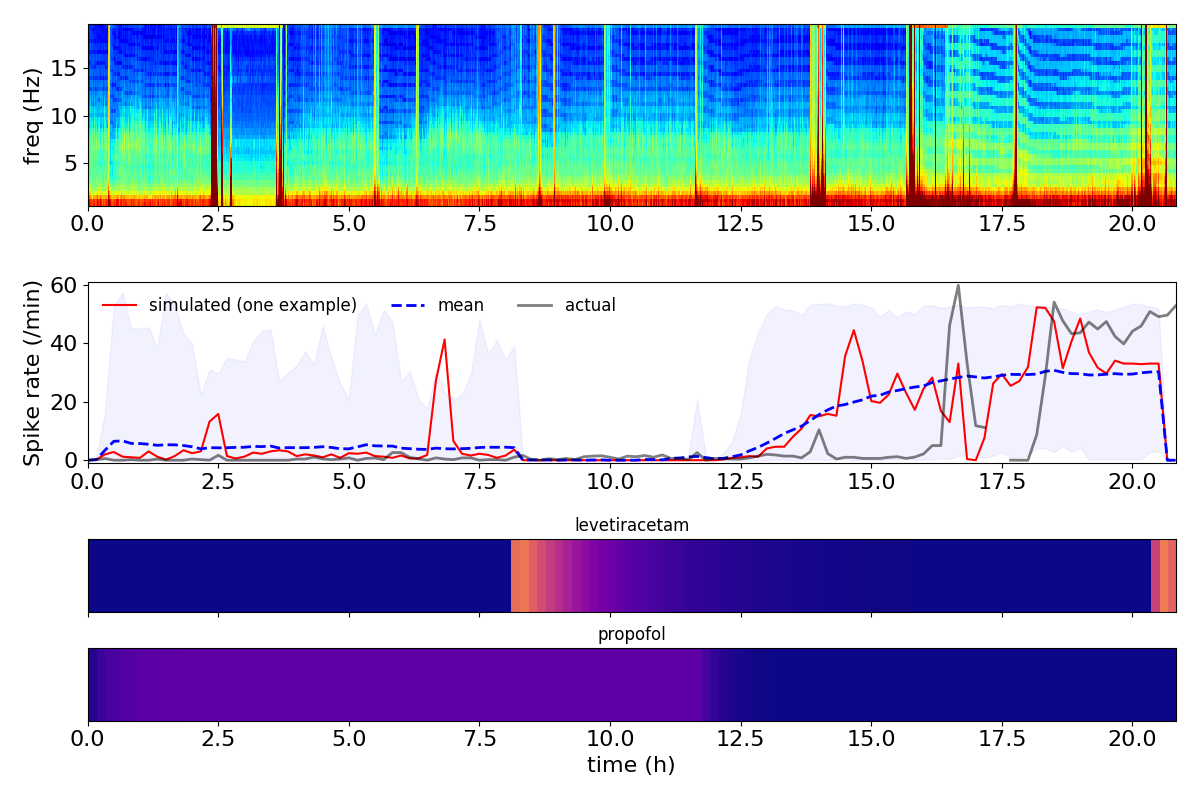 freq (Hz)
15
10
5
0.0 2.5 5.0 7.5 10.0 12.5 15.0 17.5 20.0
Spike rate (/min)
60
40
20
0
simulated (one example) mean actual
0.0 2.5 5.0 7.5 10.0 12.5 15.0 17.5 20.0
levetiracetam
propofol
0.0 2.5 5.0 7.5 10.0 12.5 15.0 17.5 20.0
time (h)